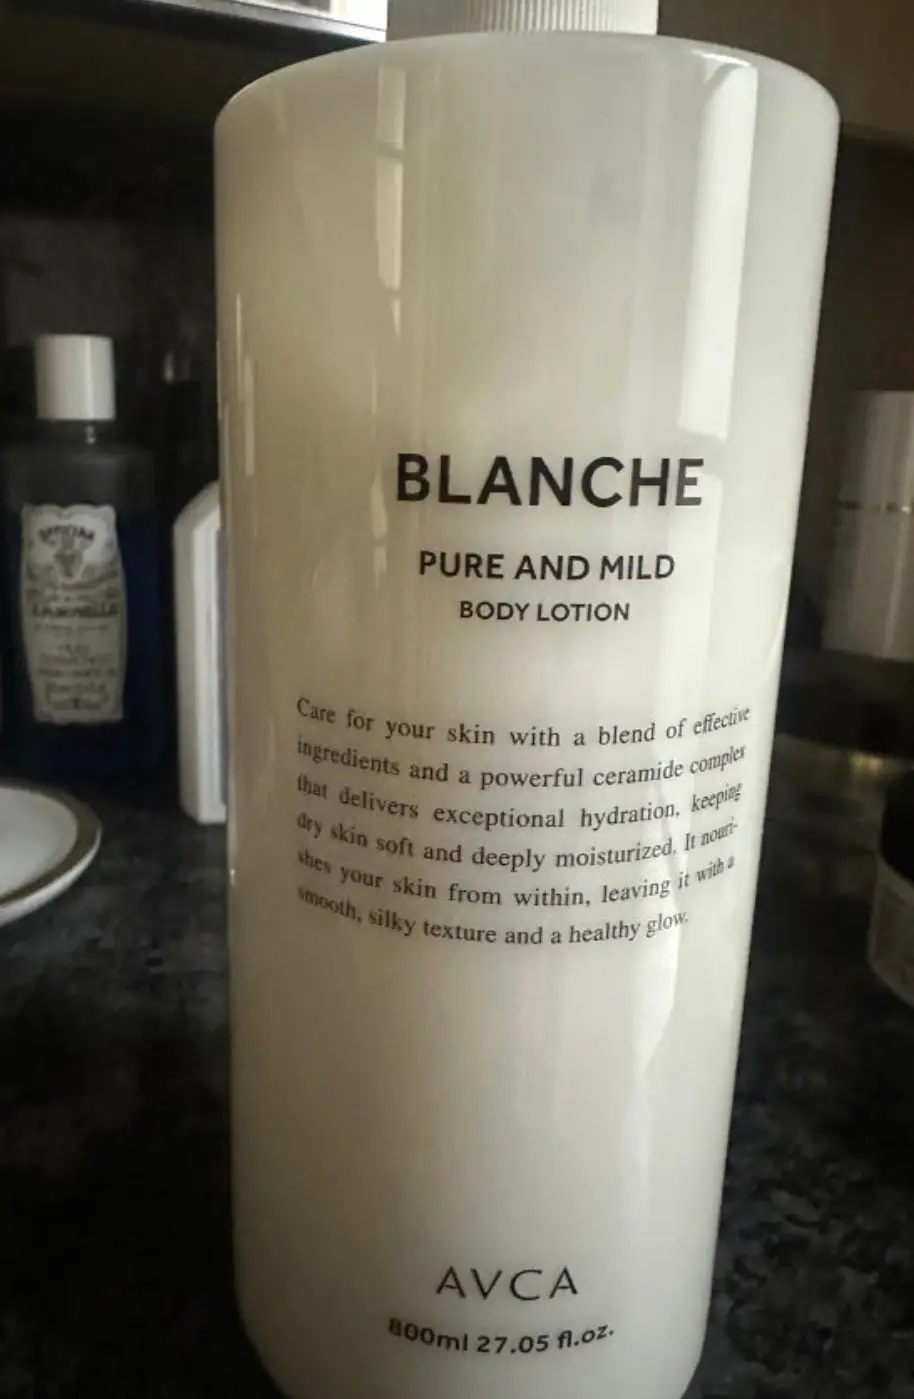 BLANCHE
PURE AND MILD
BODY LOTION
Care for your skin with a blend of effective
ingredients and a powerful ceramide complex
that delivers exceptional hydration, keeping
dry skin soft and deeply moisturized. It nouri-
shes your skin from within, leaving it with a
smooth, silky texture and a healthy glow.
AVCA
800ml 27.05 fl.oz.